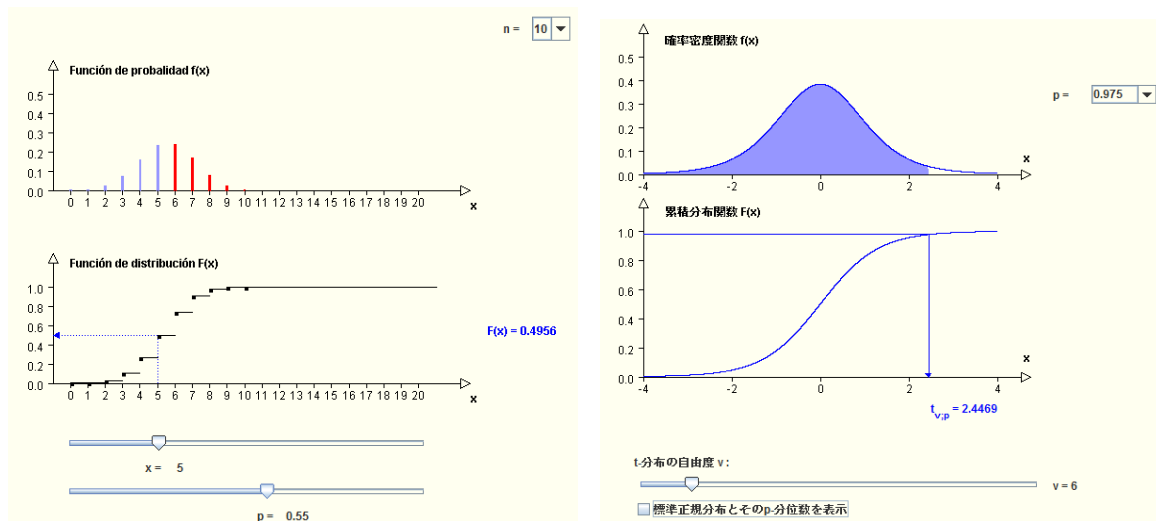 n = 10
Función de probalidad f(x)
0.5
0.4
0.3
0.2
0.1
0.0
0 1 2 3 4 5 6 7 8 9 10 11 12 13 14 15 16 17 18 19 20
x
Función de distribución F(x)
1.0
0.8
0.6
0.4
0.2
0.0
F(x) = 0.4956
0 1 2 3 4 5 6 7 8 9 10 11 12 13 14 15 16 17 18 19 20
x
x = 5
p = 0.55
確率密度関数 f(x)
0.5
0.4
0.3
0.2
0.1
0.0
p = 0.975
x
-4 -2 0 2 4
累積分布関数 F(x)
1.0
0.8
0.6
0.4
0.2
0.0
x
-4 -2 0 2 4
tν;p = 2.4469
t-分布の自由度 ν :
ν = 6
標準正規分布とそのp-分位数を表示